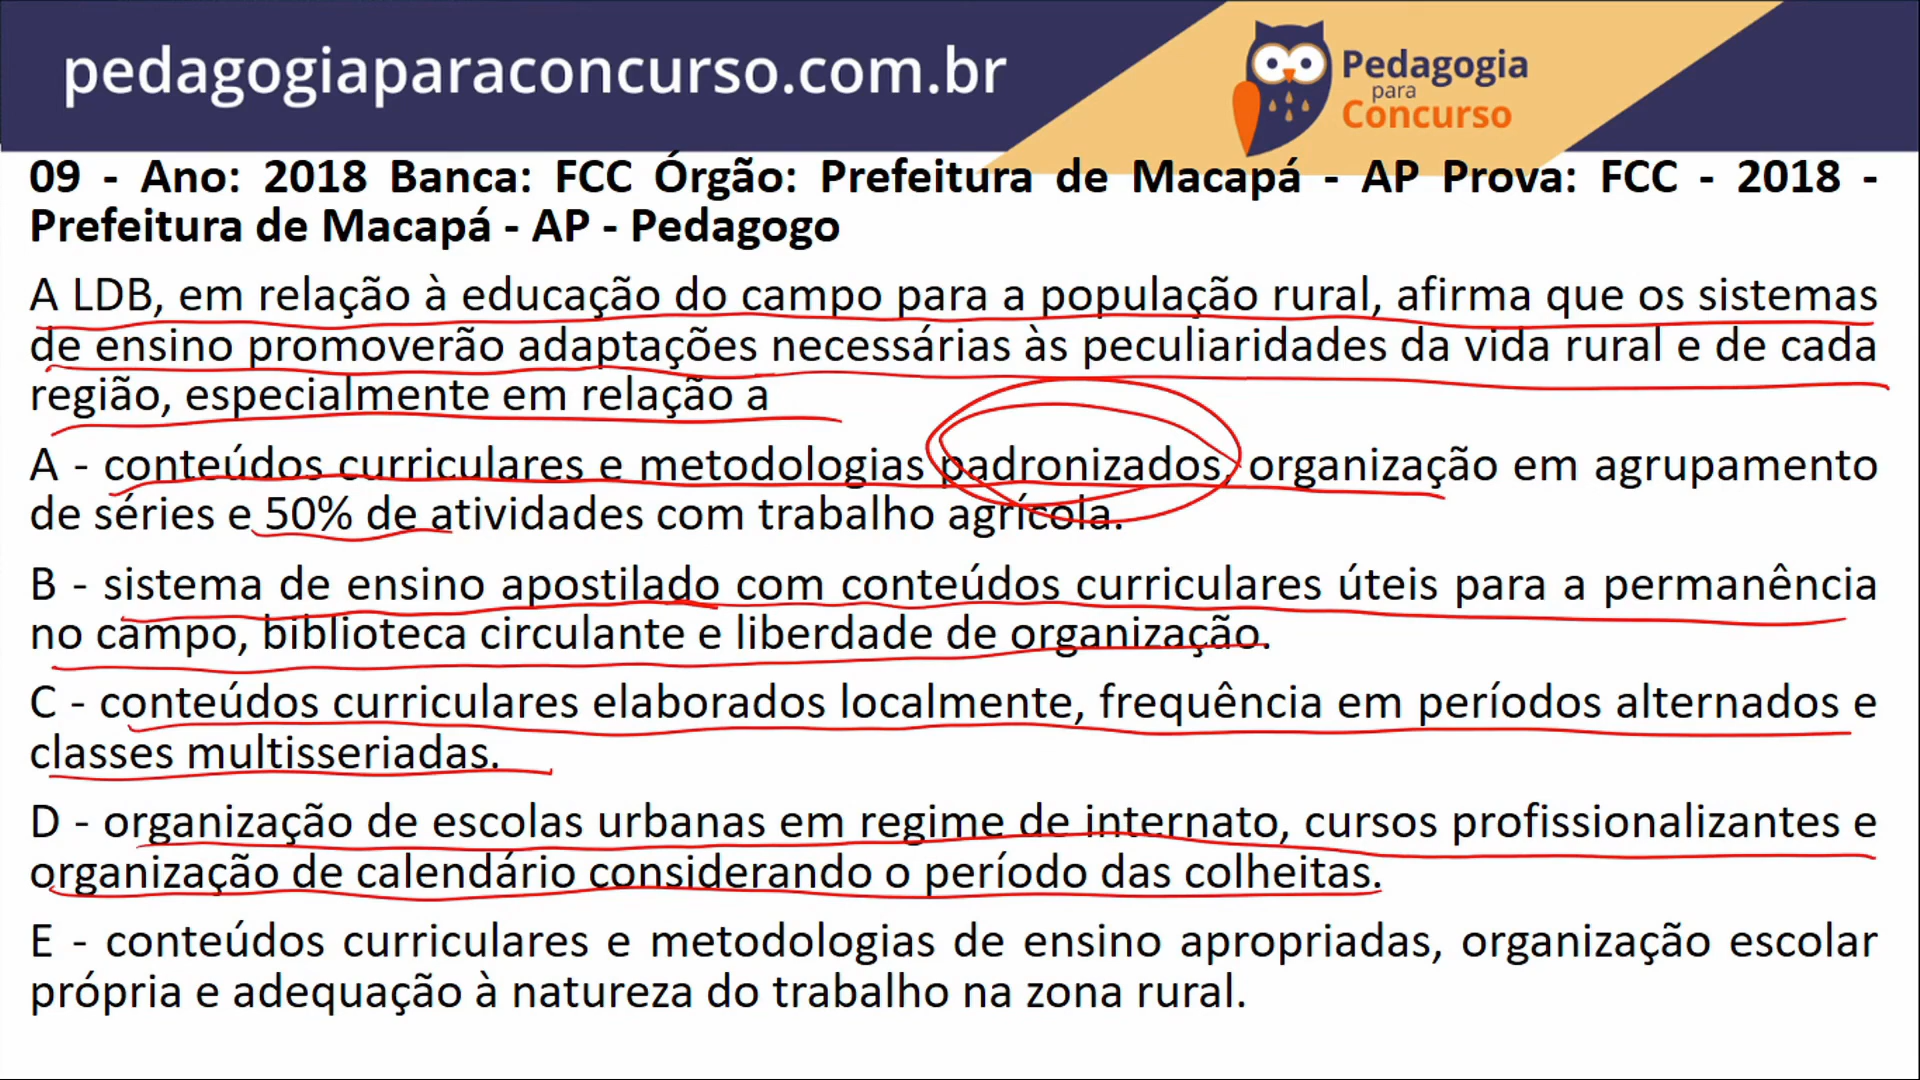 pedagogiaparaconcurso.com.br
Pedagogia
para
Concurso
09 - Ano: 2018 Banca: FCC Órgão: Prefeitura de Macapá - AP Prova: FCC - 2018 -
Prefeitura de Macapá - AP - Pedagogo
A LDB, em relação à educação do campo para a população rural, afirma que os sistemas
de ensino promoverão adaptações necessárias às peculiaridades da vida rural e de cada
região, especialmente em relação a
A - conteúdos curriculares e metodologias padronizados, organização em agrupamento
de séries e 50% de atividades com trabalho agrícola.
B - sistema de ensino apostilado com conteúdos curriculares úteis para a permanência
no campo, biblioteca circulante e liberdade de organização.
C - conteúdos curriculares elaborados localmente, frequência em períodos alternados e
classes multisseriadas.
D - organização de escolas urbanas em regime de internato, cursos profissionalizantes e
organização de calendário considerando o período das colheitas.
E - conteúdos curriculares e metodologias de ensino apropriadas, organização escolar
própria e adequação à natureza do trabalho na zona rural.